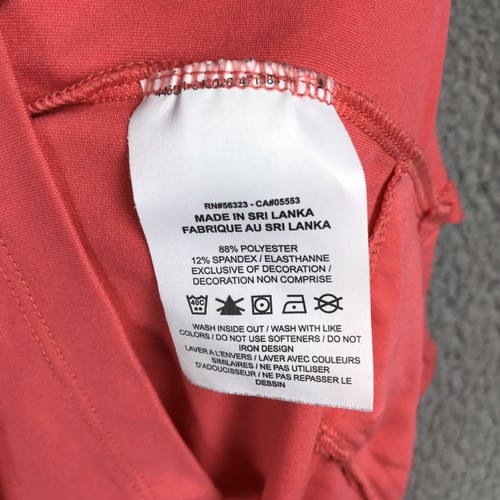 RN#56323 - CA#05553
MADE IN SRI LANKA
FABRIQUE AU SRI LANKA
88% POLYESTER
12% SPANDEX / ELASTHANNE
EXCLUSIVE OF DECORATION /
DECORATION NON COMPRISE
40C
WASH INSIDE OUT / WASH WITH LIKE
COLORS / DO NOT USE SOFTENERS / DO NOT
IRON DESIGN
LAVER A L'ENVERS / LAVER AVEC COULEURS
SIMILAIRES / NE PAS UTILISER
D'ADOUCISSEUR / NE PAS REPASSER LE
DESSIN